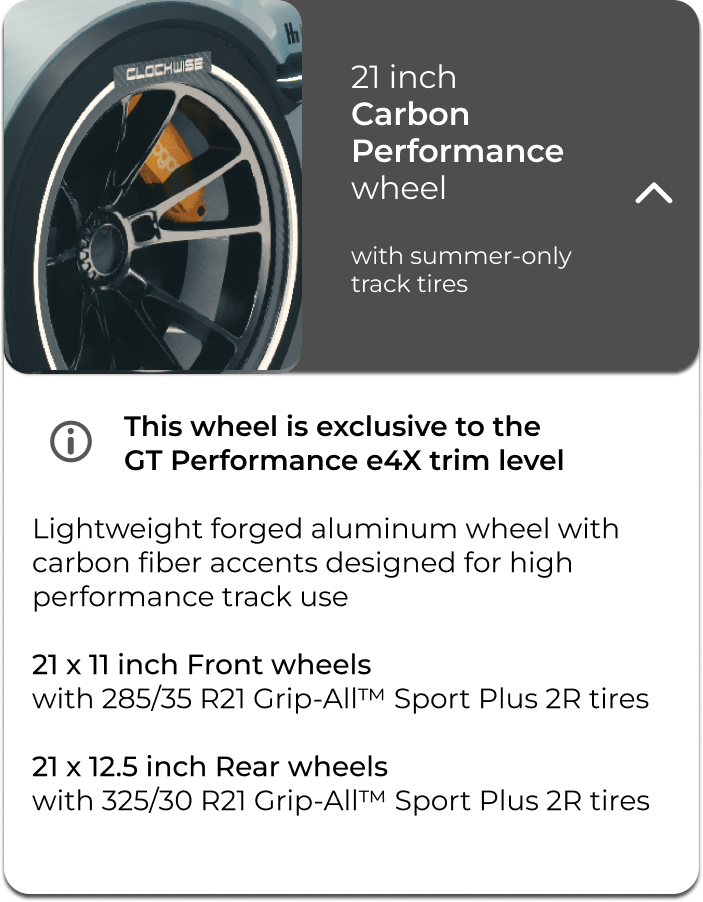 CLOCKWISE
21 inch
Carbon
Performance
wheel
with summer-only
track tires
This wheel is exclusive to the
GT Performance e4X trim level
Lightweight forged aluminum wheel with
carbon fiber accents designed for high
performance track use
21 x 11 inch Front wheels
with 285/35 R21 Grip-All™ Sport Plus 2R tires
21 x 12.5 inch Rear wheels
with 325/30 R21 Grip-All™ Sport Plus 2R tires